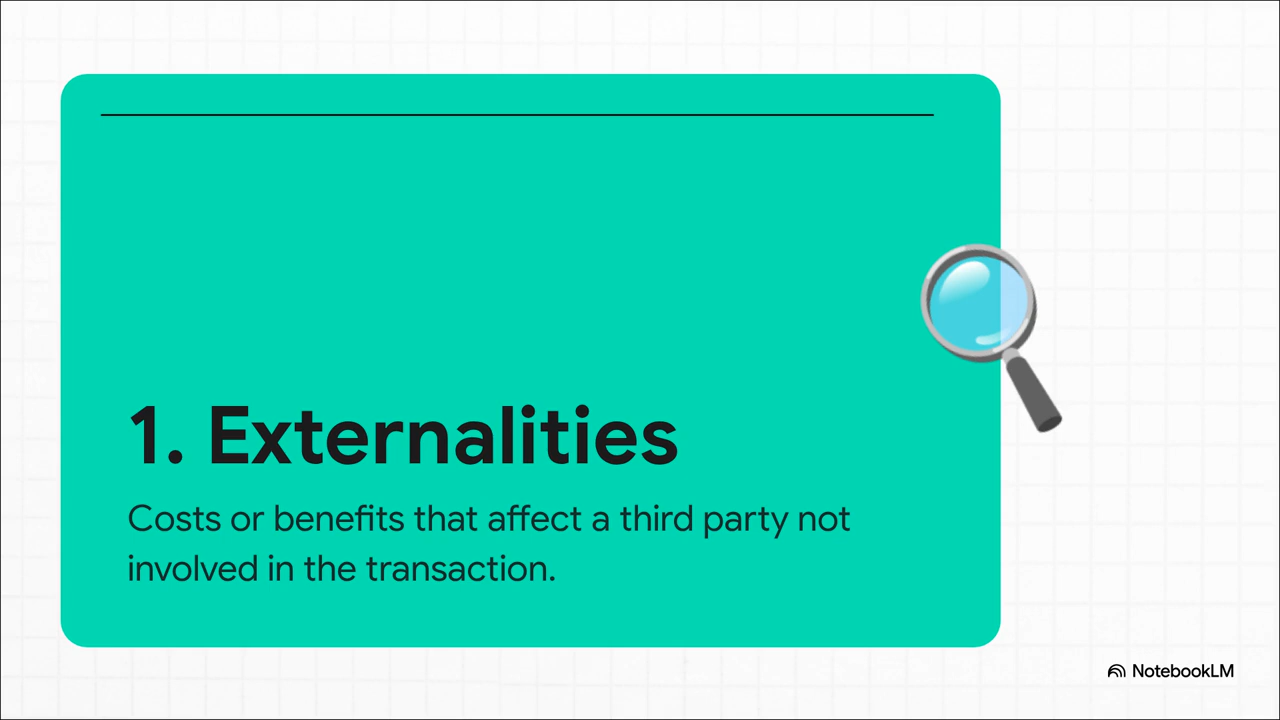 1. Externalities
Costs or benefits that affect a third party not
involved in the transaction.
NotebookLM